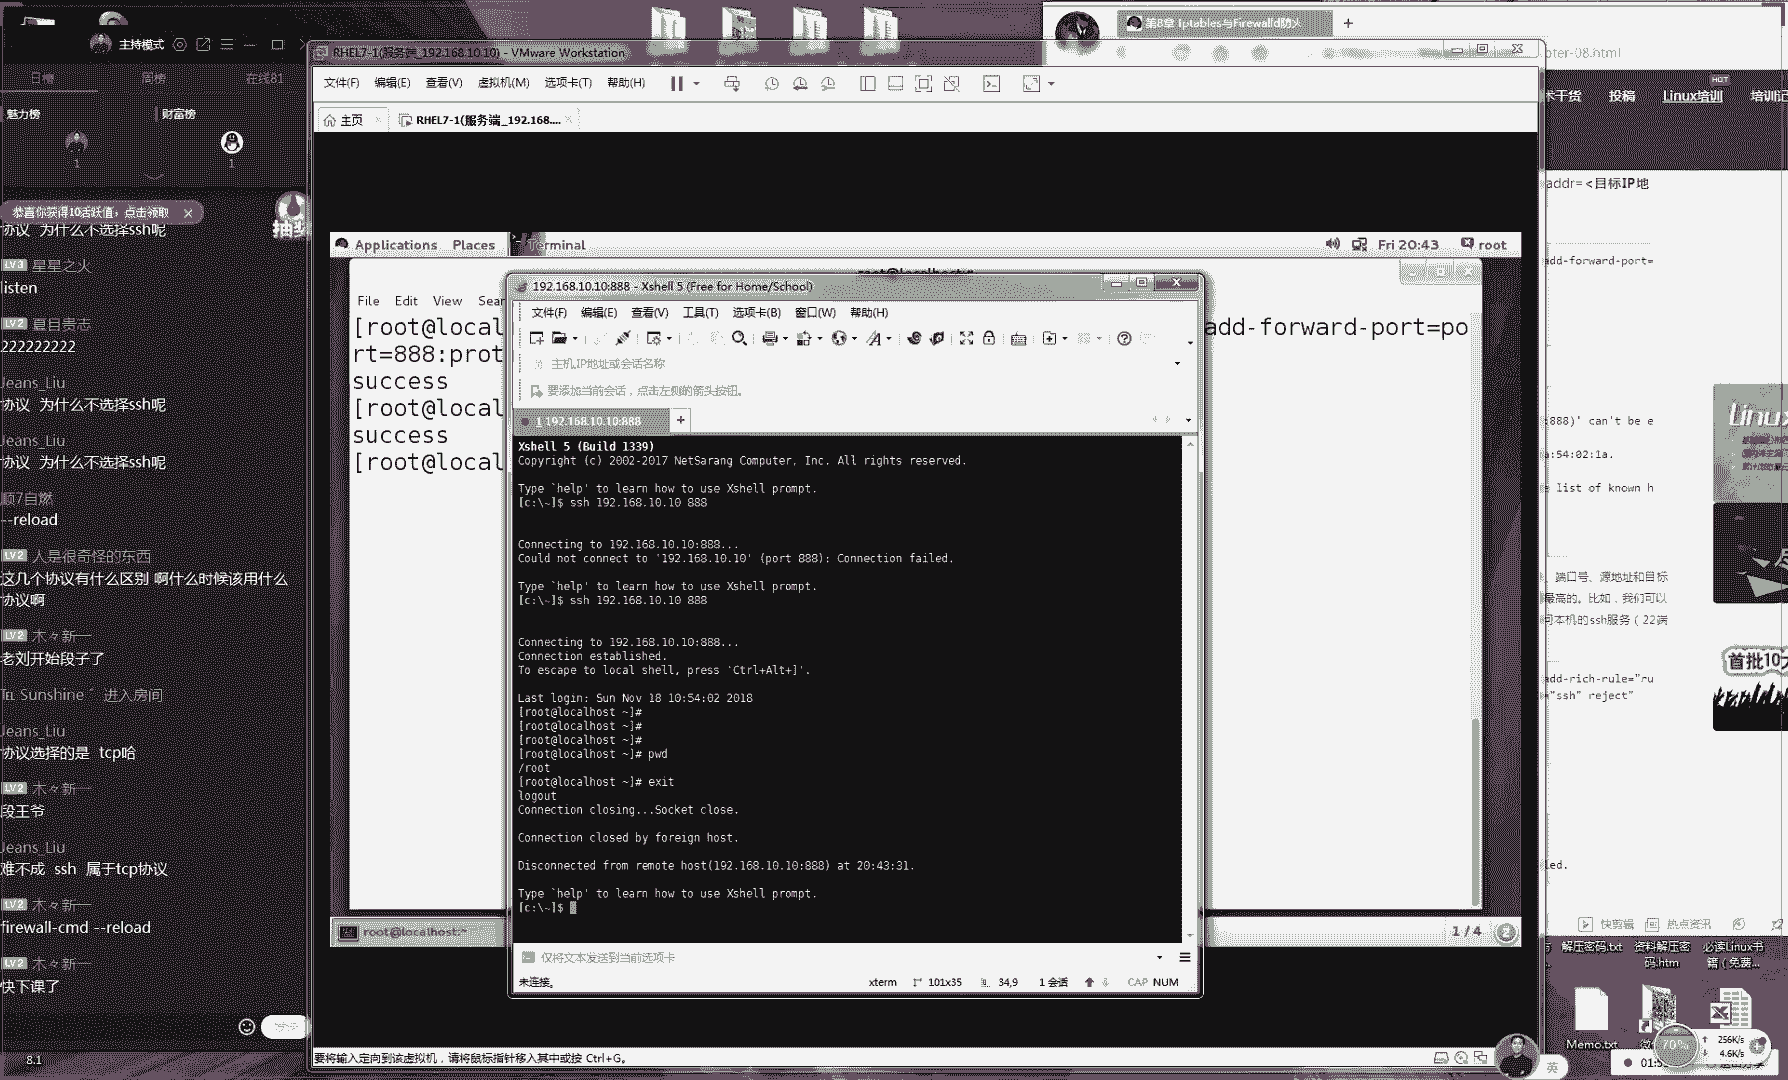 主持模式
日榜
周榜
在线81
魅力榜
财富榜
1
1
恭喜你获得10活跃值，点击领取
协议 为什么不选择ssh呢
LV3 星星之火
listen
LV2 夏目贵志
222222222
Jeans_Liu
协议 为什么不选择ssh呢
Jeans_Liu
协议 为什么不选择ssh呢
顺7自燃
--reload
LV2 人是很奇怪的东西
这几个协议有什么区别 啊什么时候该用什么
协议啊
LV2 木々新一
老刘开始段子了
Sunshine 进入房间
Jeans_Liu
协议选择的是 tcp哈
LV2 木々新一
段王爷
Jeans_Liu
难不成 ssh 属于tcp协议
LV2 木々新一
firewall-cmd --reload
LV2 木々新一
快下课了
8.1
RHEL7-1(服务端_192.168.10.10) - VMware Workstation
文件(F) 编辑(E) 查看(V) 虚拟机(M) 选项卡(T) 帮助(H)
主页
RHEL7-1(服务端_192.168....
Applications Places Terminal
Fri 20:43 root
File Edit View Sear
[root@local
add-forward-port=po
rt=888:prot
success
[root@local
success
[root@local
root@localhost:~
1 / 4
192.168.10.10:888 - Xshell 5 (Free for Home/School)
文件(F) 编辑(E) 查看(V) 工具(T) 选项卡(B) 窗口(W) 帮助(H)
主机,IP地址或会话名称
要添加当前会话，点击左侧的箭头按钮。
1 192.168.10.10:888
Xshell 5 (Build 1339)
Copyright (c) 2002-2017 NetSarang Computer, Inc. All rights reserved.
Type `help' to learn how to use Xshell prompt.
[c:\~]$ ssh 192.168.10.10 888
Connecting to 192.168.10.10:888...
Could not connect to '192.168.10.10' (port 888): Connection failed.
Type `help' to learn how to use Xshell prompt.
[c:\~]$ ssh 192.168.10.10 888
Connecting to 192.168.10.10:888...
Connection established.
To escape to local shell, press 'Ctrl+Alt+]'.
Last login: Sun Nov 18 10:54:02 2018
[root@localhost ~]#
[root@localhost ~]#
[root@localhost ~]#
[root@localhost ~]# pwd
/root
[root@localhost ~]# exit
logout
Connection closing...Socket close.
Connection closed by foreign host.
Disconnected from remote host(192.168.10.10:888) at 20:43:31.
Type `help' to learn how to use Xshell prompt.
[c:\~]$
仅将文本发送到当前选项卡
未连接。
xterm 101x35 34,9 1 会话 CAP NUM
要将输入定向到该虚拟机，请将鼠标指针移入其中或按 Ctrl+G。
第8章 Iptables与Firewalld防火
ter-08.html
术干货 投稿 Linux培训
HOT
addr=<目标IP地
add-forward-port=
:888)' can't be e
a:54:02:1a.
list of known h
、端口号、源地址和目标
最高的。比如，我们可以
问本机的ssh服务（22端
add-rich-rule="ru
="ssh" reject"
led.
Linux
首批10
快剪辑
热点资讯
解压密码.txt
资料解压密
码.htm
必读Linux书
籍（免费...
Memo.txt
70%
256K/s
4.6K/s
英